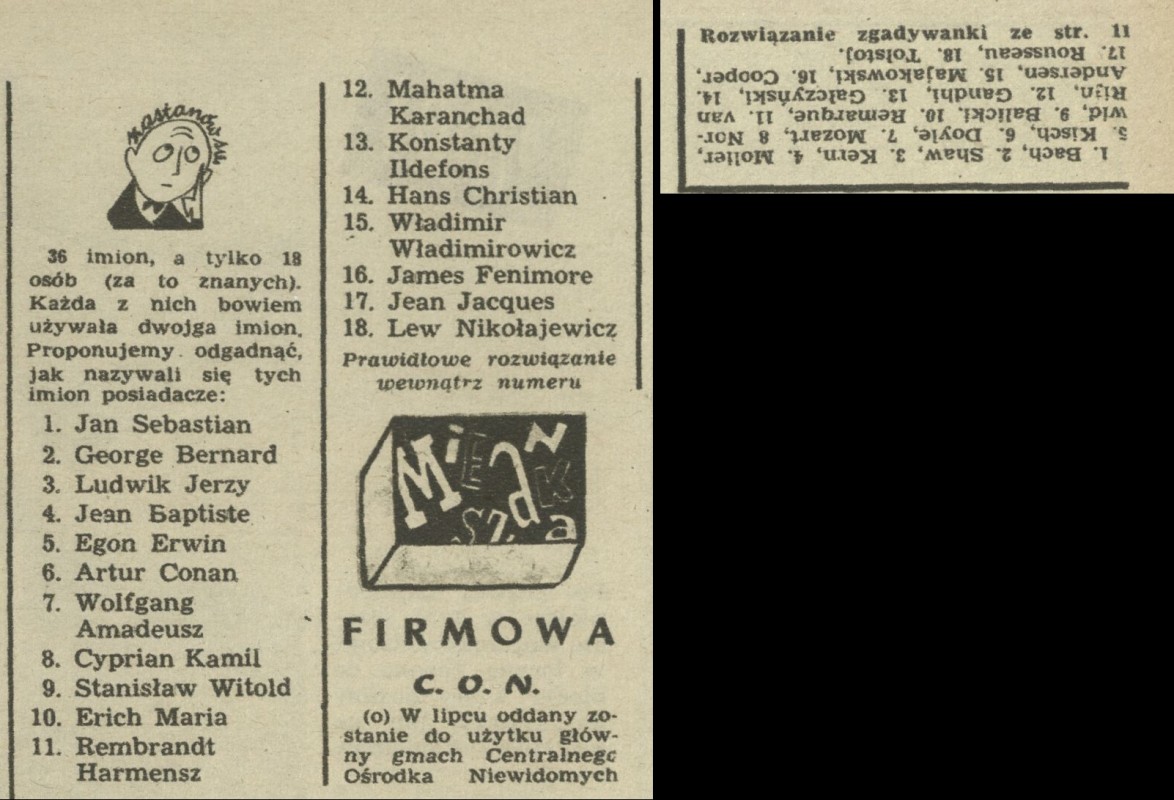 zastanów się
36 imion, a tylko 18
osób (za to znanych).
Każda z nich bowiem
używała dwojga imion.
Proponujemy odgadnąć,
jak nazywali się tych
imion posiadacze:
1. Jan Sebastian
2. George Bernard
3. Ludwik Jerzy
4. Jean Baptiste
5. Egon Erwin
6. Artur Conan
7. Wolfgang
Amadeusz
8. Cyprian Kamil
9. Stanisław Witold
10. Erich Maria
11. Rembrandt
Harmensz
12. Mahatma
Karanchad
13. Konstanty
Ildefons
14. Hans Christian
15. Władimir
Władimirowicz
16. James Fenimore
17. Jean Jacques
18. Lew Nikołajewicz
Prawidłowe rozwiązanie
wewnątrz numeru
MiEsZaNKa
FIRMOWA
C. O. N.
(o) W lipcu oddany zo-
stanie do użytku głów-
ny gmach Centralnego
Ośrodka Niewidomych
Rozwiązanie zgadywanki ze str. 11
1. Bach, 2. Shaw, 3. Kern, 4. Molier,
5. Kisch, 6. Doyle, 7. Mozart, 8 Nor-
wid, 9. Balicki, 10. Remarque, 11. van
Rijn, 12. Gandhi, 13. Gałczyński, 14.
Andersen, 15. Majakowski, 16. Cooper,
17. Rousseau, 18. Tolstoj.